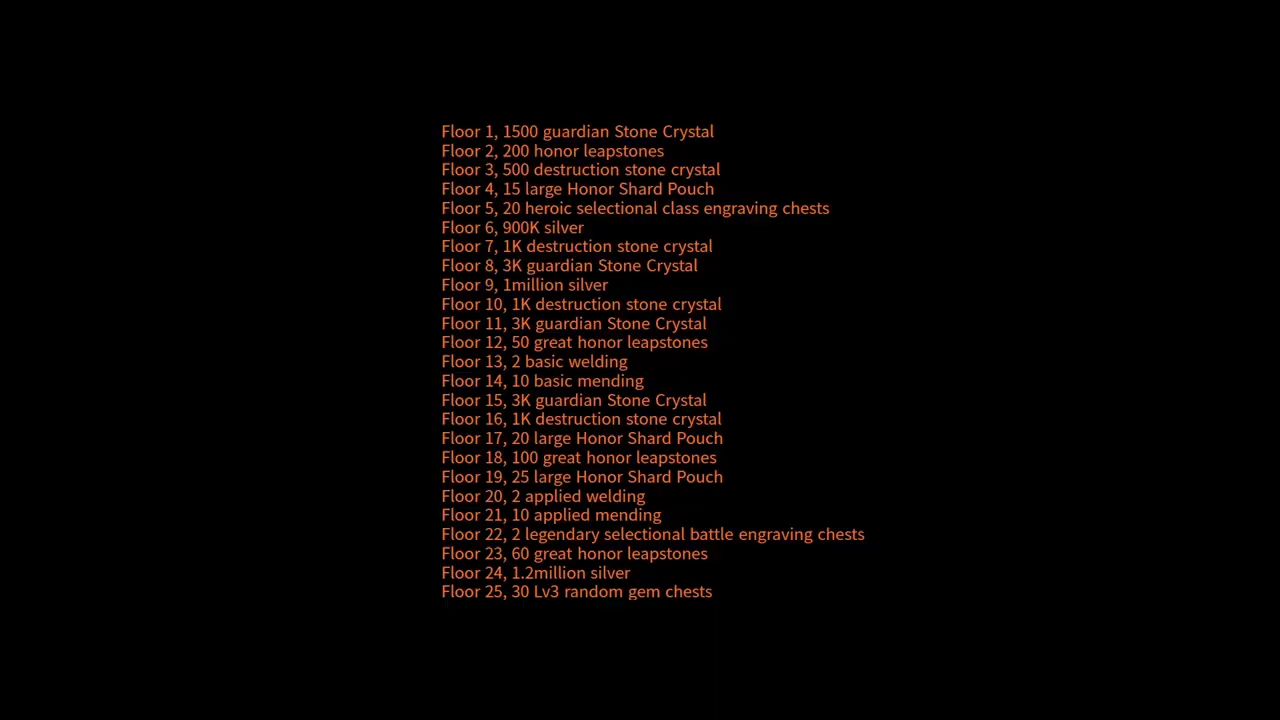 Floor 1, 1500 guardian Stone Crystal
Floor 2, 200 honor leapstones
Floor 3, 500 destruction stone crystal
Floor 4, 15 large Honor Shard Pouch
Floor 5, 20 heroic selectional class engraving chests
Floor 6, 900K silver
Floor 7, 1K destruction stone crystal
Floor 8, 3K guardian Stone Crystal
Floor 9, 1million silver
Floor 10, 1K destruction stone crystal
Floor 11, 3K guardian Stone Crystal
Floor 12, 50 great honor leapstones
Floor 13, 2 basic welding
Floor 14, 10 basic mending
Floor 15, 3K guardian Stone Crystal
Floor 16, 1K destruction stone crystal
Floor 17, 20 large Honor Shard Pouch
Floor 18, 100 great honor leapstones
Floor 19, 25 large Honor Shard Pouch
Floor 20, 2 applied welding
Floor 21, 10 applied mending
Floor 22, 2 legendary selectional battle engraving chests
Floor 23, 60 great honor leapstones
Floor 24, 1.2million silver
Floor 25, 30 Lv3 random gem chests